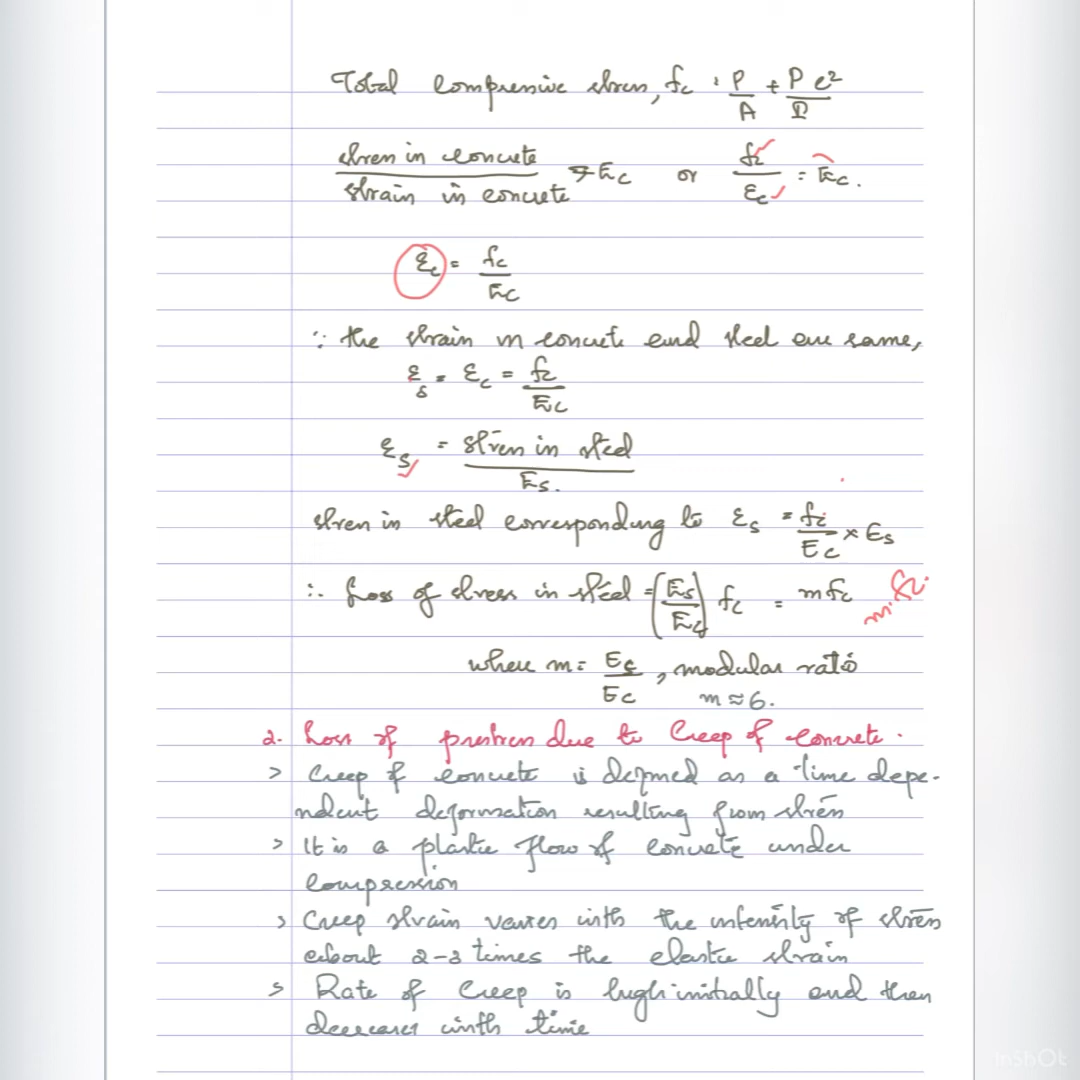 Total Compressive stress, fc = P/A + P e²/I
stress in concrete / strain in concrete = Ec or fc/εc = Ec.
εc = fc/Ec
∵ the strain in concrete and steel are same,
εs = εc = fc/Ec
εs = stress in steel / Es.
stress in steel corresponding to εs = fc/Ec × Es
∴ Loss of stress in steel = (Es/Ec) fc = mfc m.fc
where m = Es/Ec, modular ratio
m ≈ 6.
2. Loss of prestress due to Creep of concrete.
> Creep of concrete is defined as a time depe-
ndent deformation resulting from stress
> It is a plastic flow of concrete under
compression
> Creep strain varies with the intensity of stress
about 2-3 times the elastic strain
> Rate of Creep is high initially and then
decreases with time
InShOt